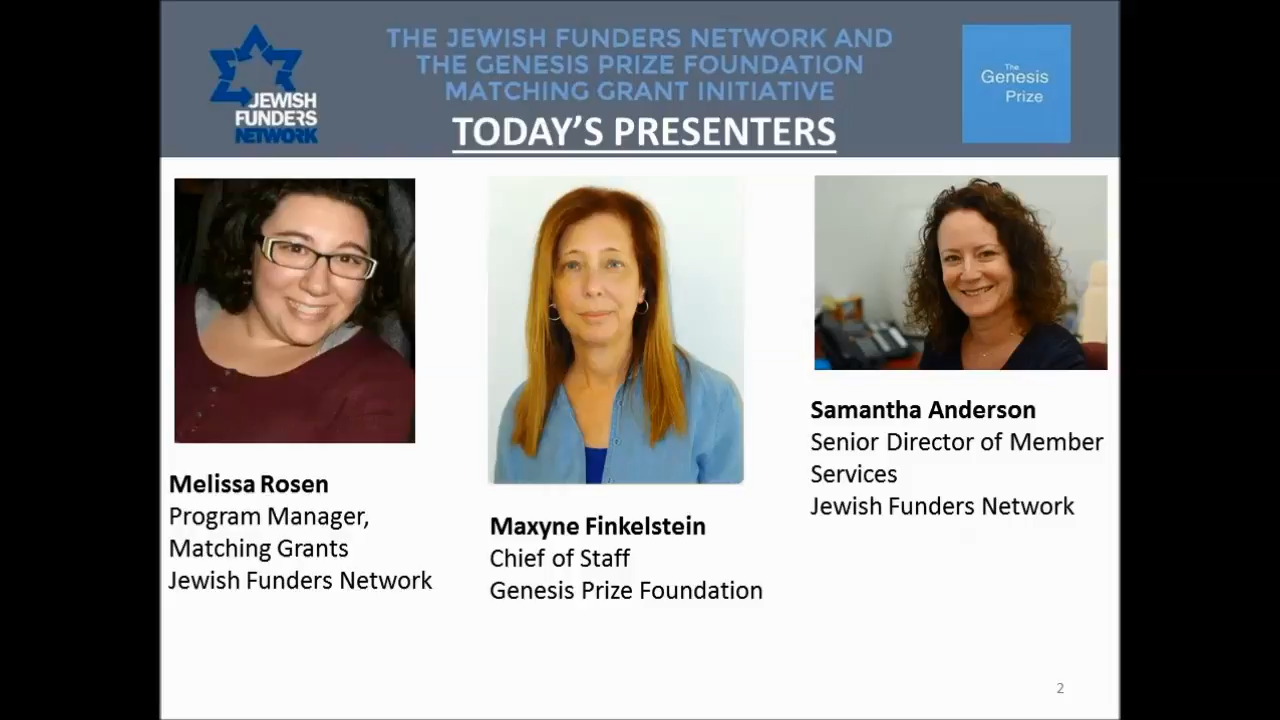 JEWISH
FUNDERS
NETWORK
THE JEWISH FUNDERS NETWORK AND
THE GENESIS PRIZE FOUNDATION
MATCHING GRANT INITIATIVE
TODAY'S PRESENTERS
The
Genesis
Prize
Melissa Rosen
Program Manager,
Matching Grants
Jewish Funders Network
Maxyne Finkelstein
Chief of Staff
Genesis Prize Foundation
Samantha Anderson
Senior Director of Member
Services
Jewish Funders Network
2